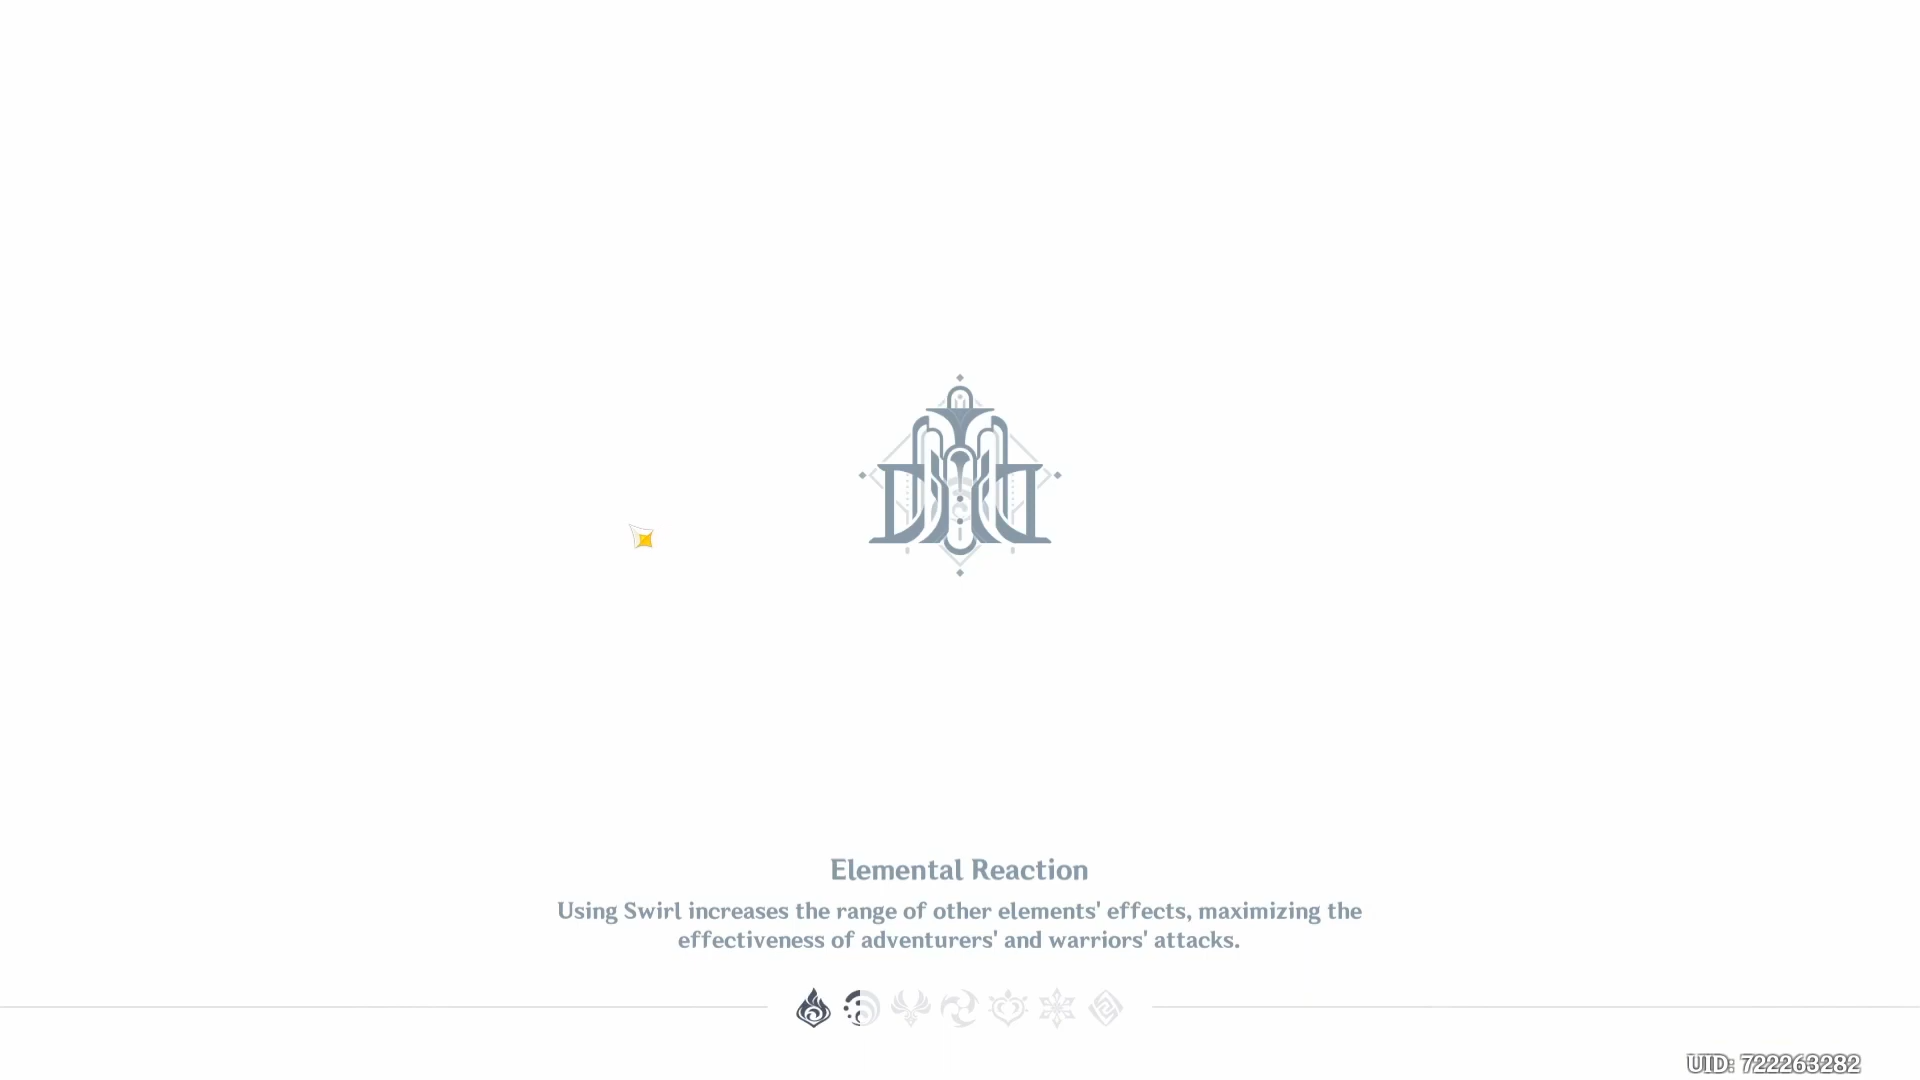 Elemental Reaction
Using Swirl increases the range of other elements' effects, maximizing the
effectiveness of adventurers' and warriors' attacks.
UID: 722263282